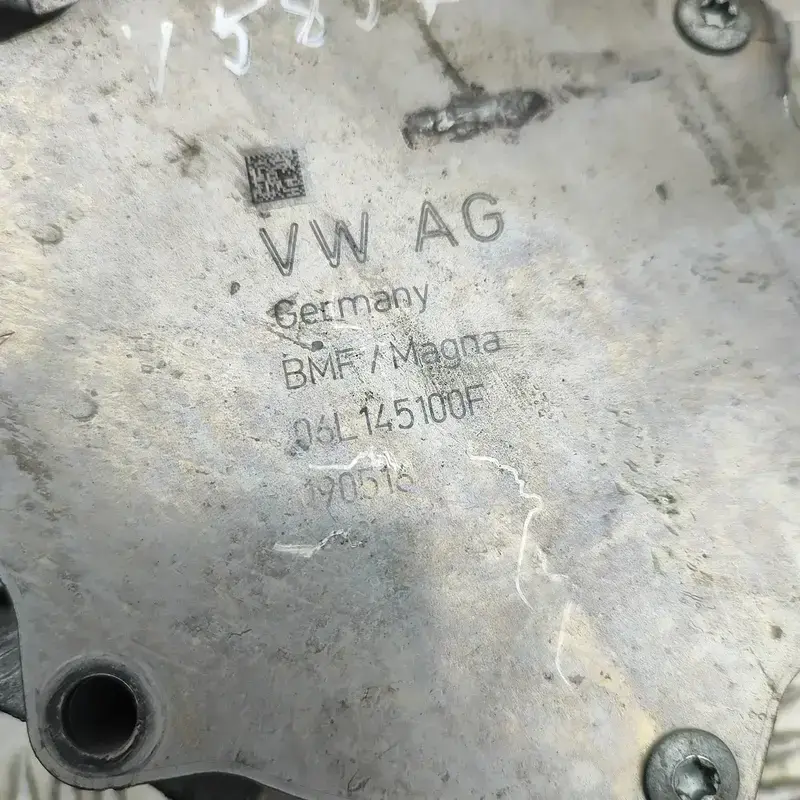 VW AG
Germany
BMF / Magna
06L145100F
190516